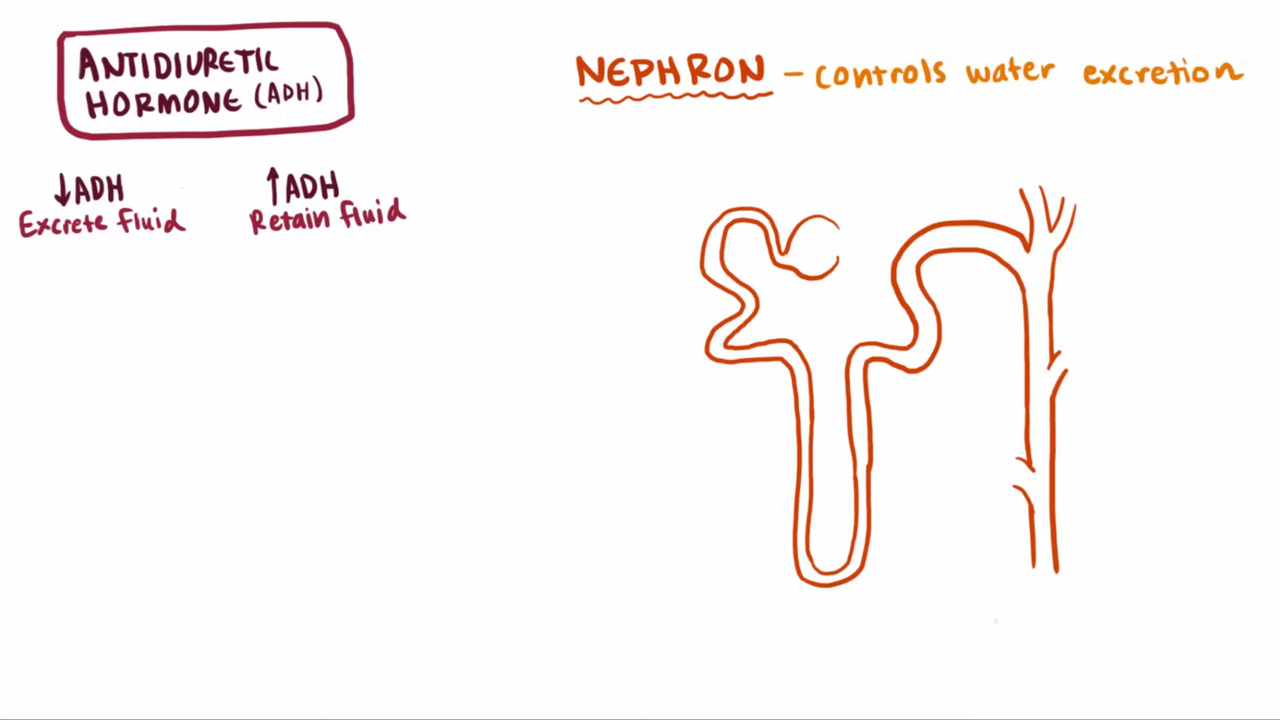 ANTIDIURETIC
HORMONE (ADH)
↓ADH
Excrete fluid
↑ADH
Retain fluid
NEPHRON – controls water excretion